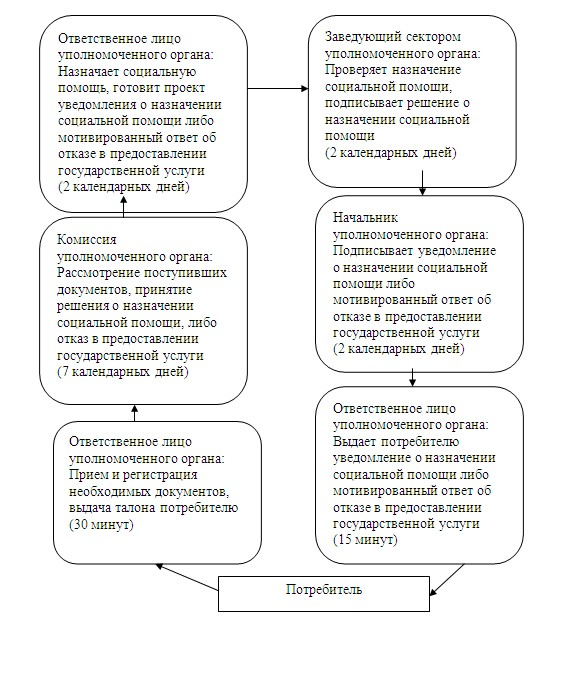 Ответственное лицо
уполномоченного органа:
Назначает социальную
помощь, готовит проект
уведомления о назначении
социальной помощи либо
мотивированный ответ об
отказе в предоставлении
государственной услуги
(2 календарных дней)
Заведующий сектором
уполномоченного органа:
Проверяет назначение
социальной помощи,
подписывает решение о
назначении социальной
помощи
(2 календарных дней)
Комиссия
уполномоченного органа:
Рассмотрение поступивших
документов, принятие
решения о назначении
социальной помощи, либо
отказ в предоставлении
государственной услуги
(7 календарных дней)
Начальник
уполномоченного органа:
Подписывает уведомление
о назначении социальной
помощи либо
мотивированный ответ об
отказе в предоставлении
государственной услуги
(2 календарных дней)
Ответственное лицо
уполномоченного органа:
Прием и регистрация
необходимых документов,
выдача талона потребителю
(30 минут)
Ответственное лицо
уполномоченного органа:
Выдает потребителю
уведомление о назначении
социальной помощи либо
мотивированный ответ об
отказе в предоставлении
государственной услуги
(15 минут)
Потребитель